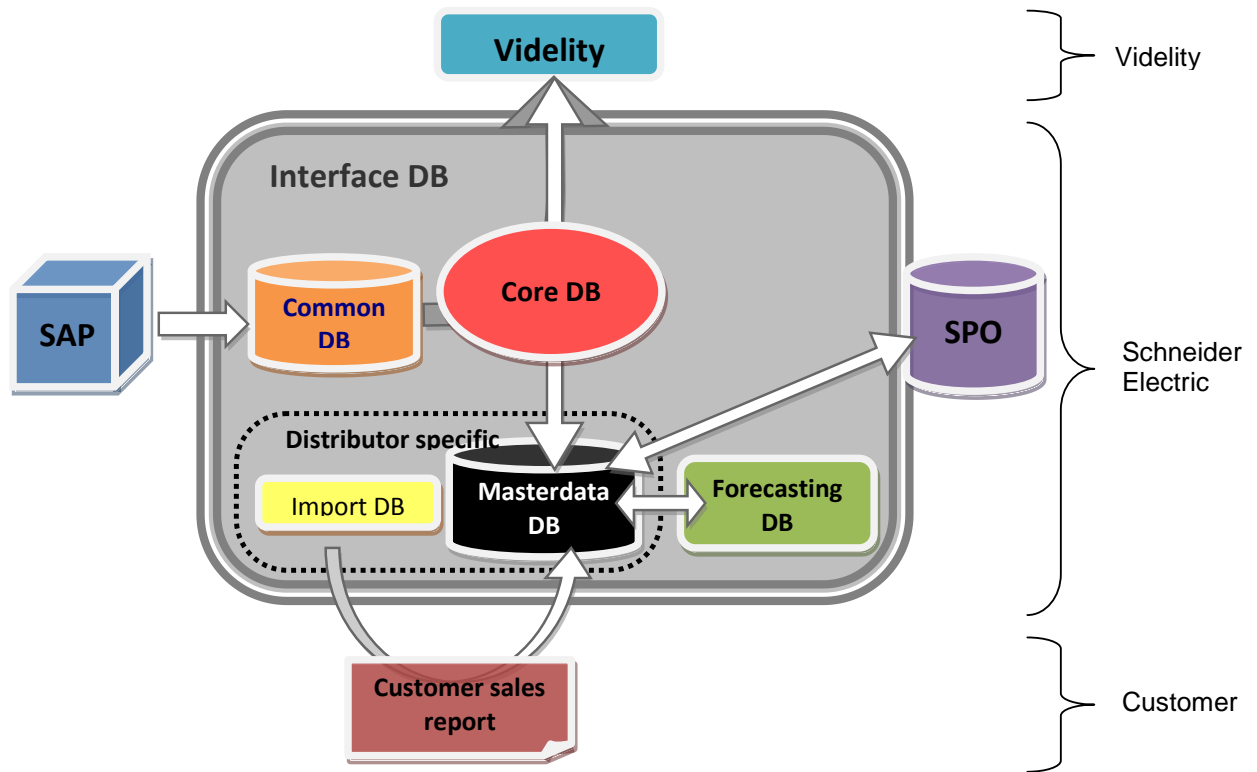 Videlity
Videlity
Interface DB
SAP
Common
DB
Core DB
SPO
Schneider
Electric
Distributor specific
Import DB
Masterdata
DB
Forecasting
DB
Customer sales
report
Customer